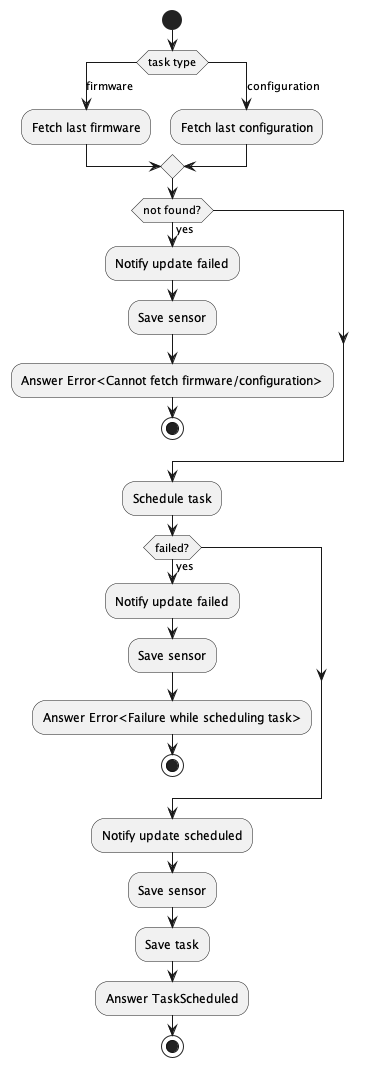 task type
firmware
configuration
Fetch last firmware
Fetch last configuration
not found?
yes
Notify update failed
Save sensor
Answer Error<Cannot fetch firmware/configuration>
Schedule task
failed?
yes
Notify update failed
Save sensor
Answer Error<Failure while scheduling task>
Notify update scheduled
Save sensor
Save task
Answer TaskScheduled